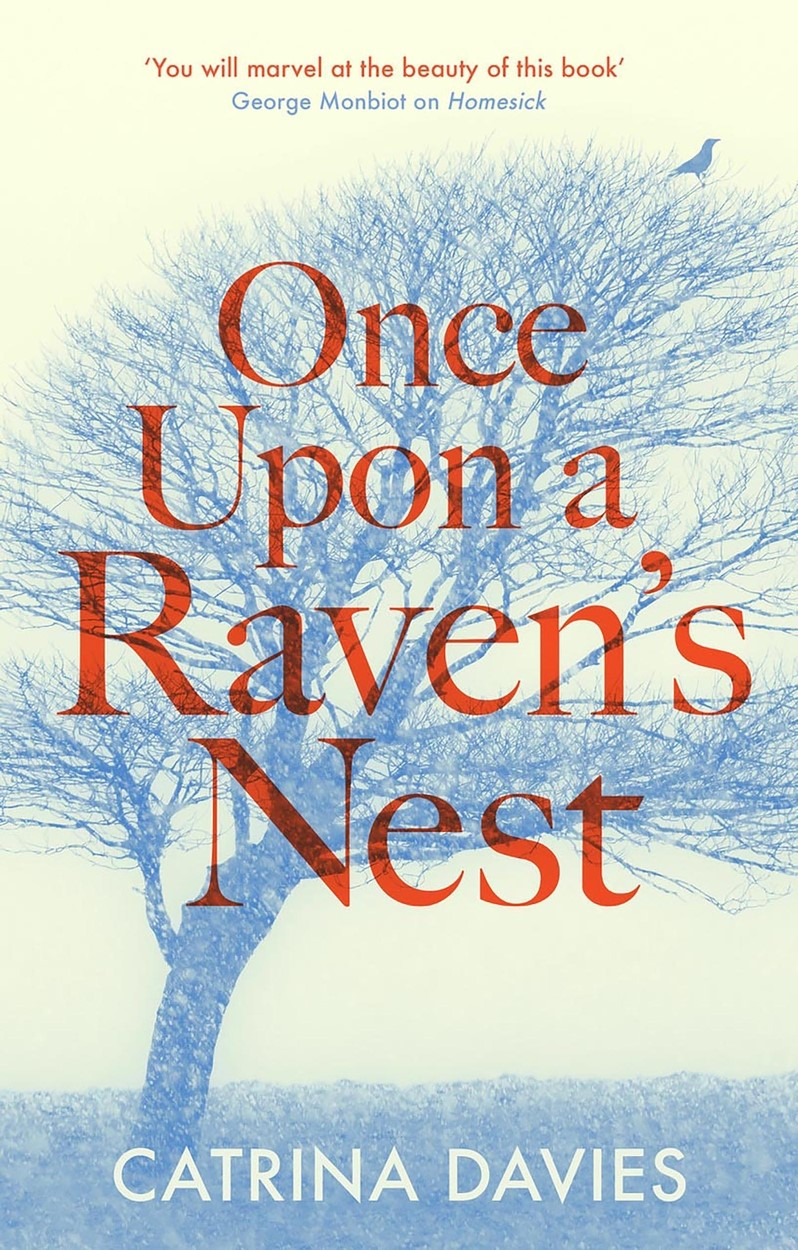 ‘You will marvel at the beauty of this book’
George Monbiot on Homesick
Once
Upon a
Raven’s
Nest
CATRINA DAVIES